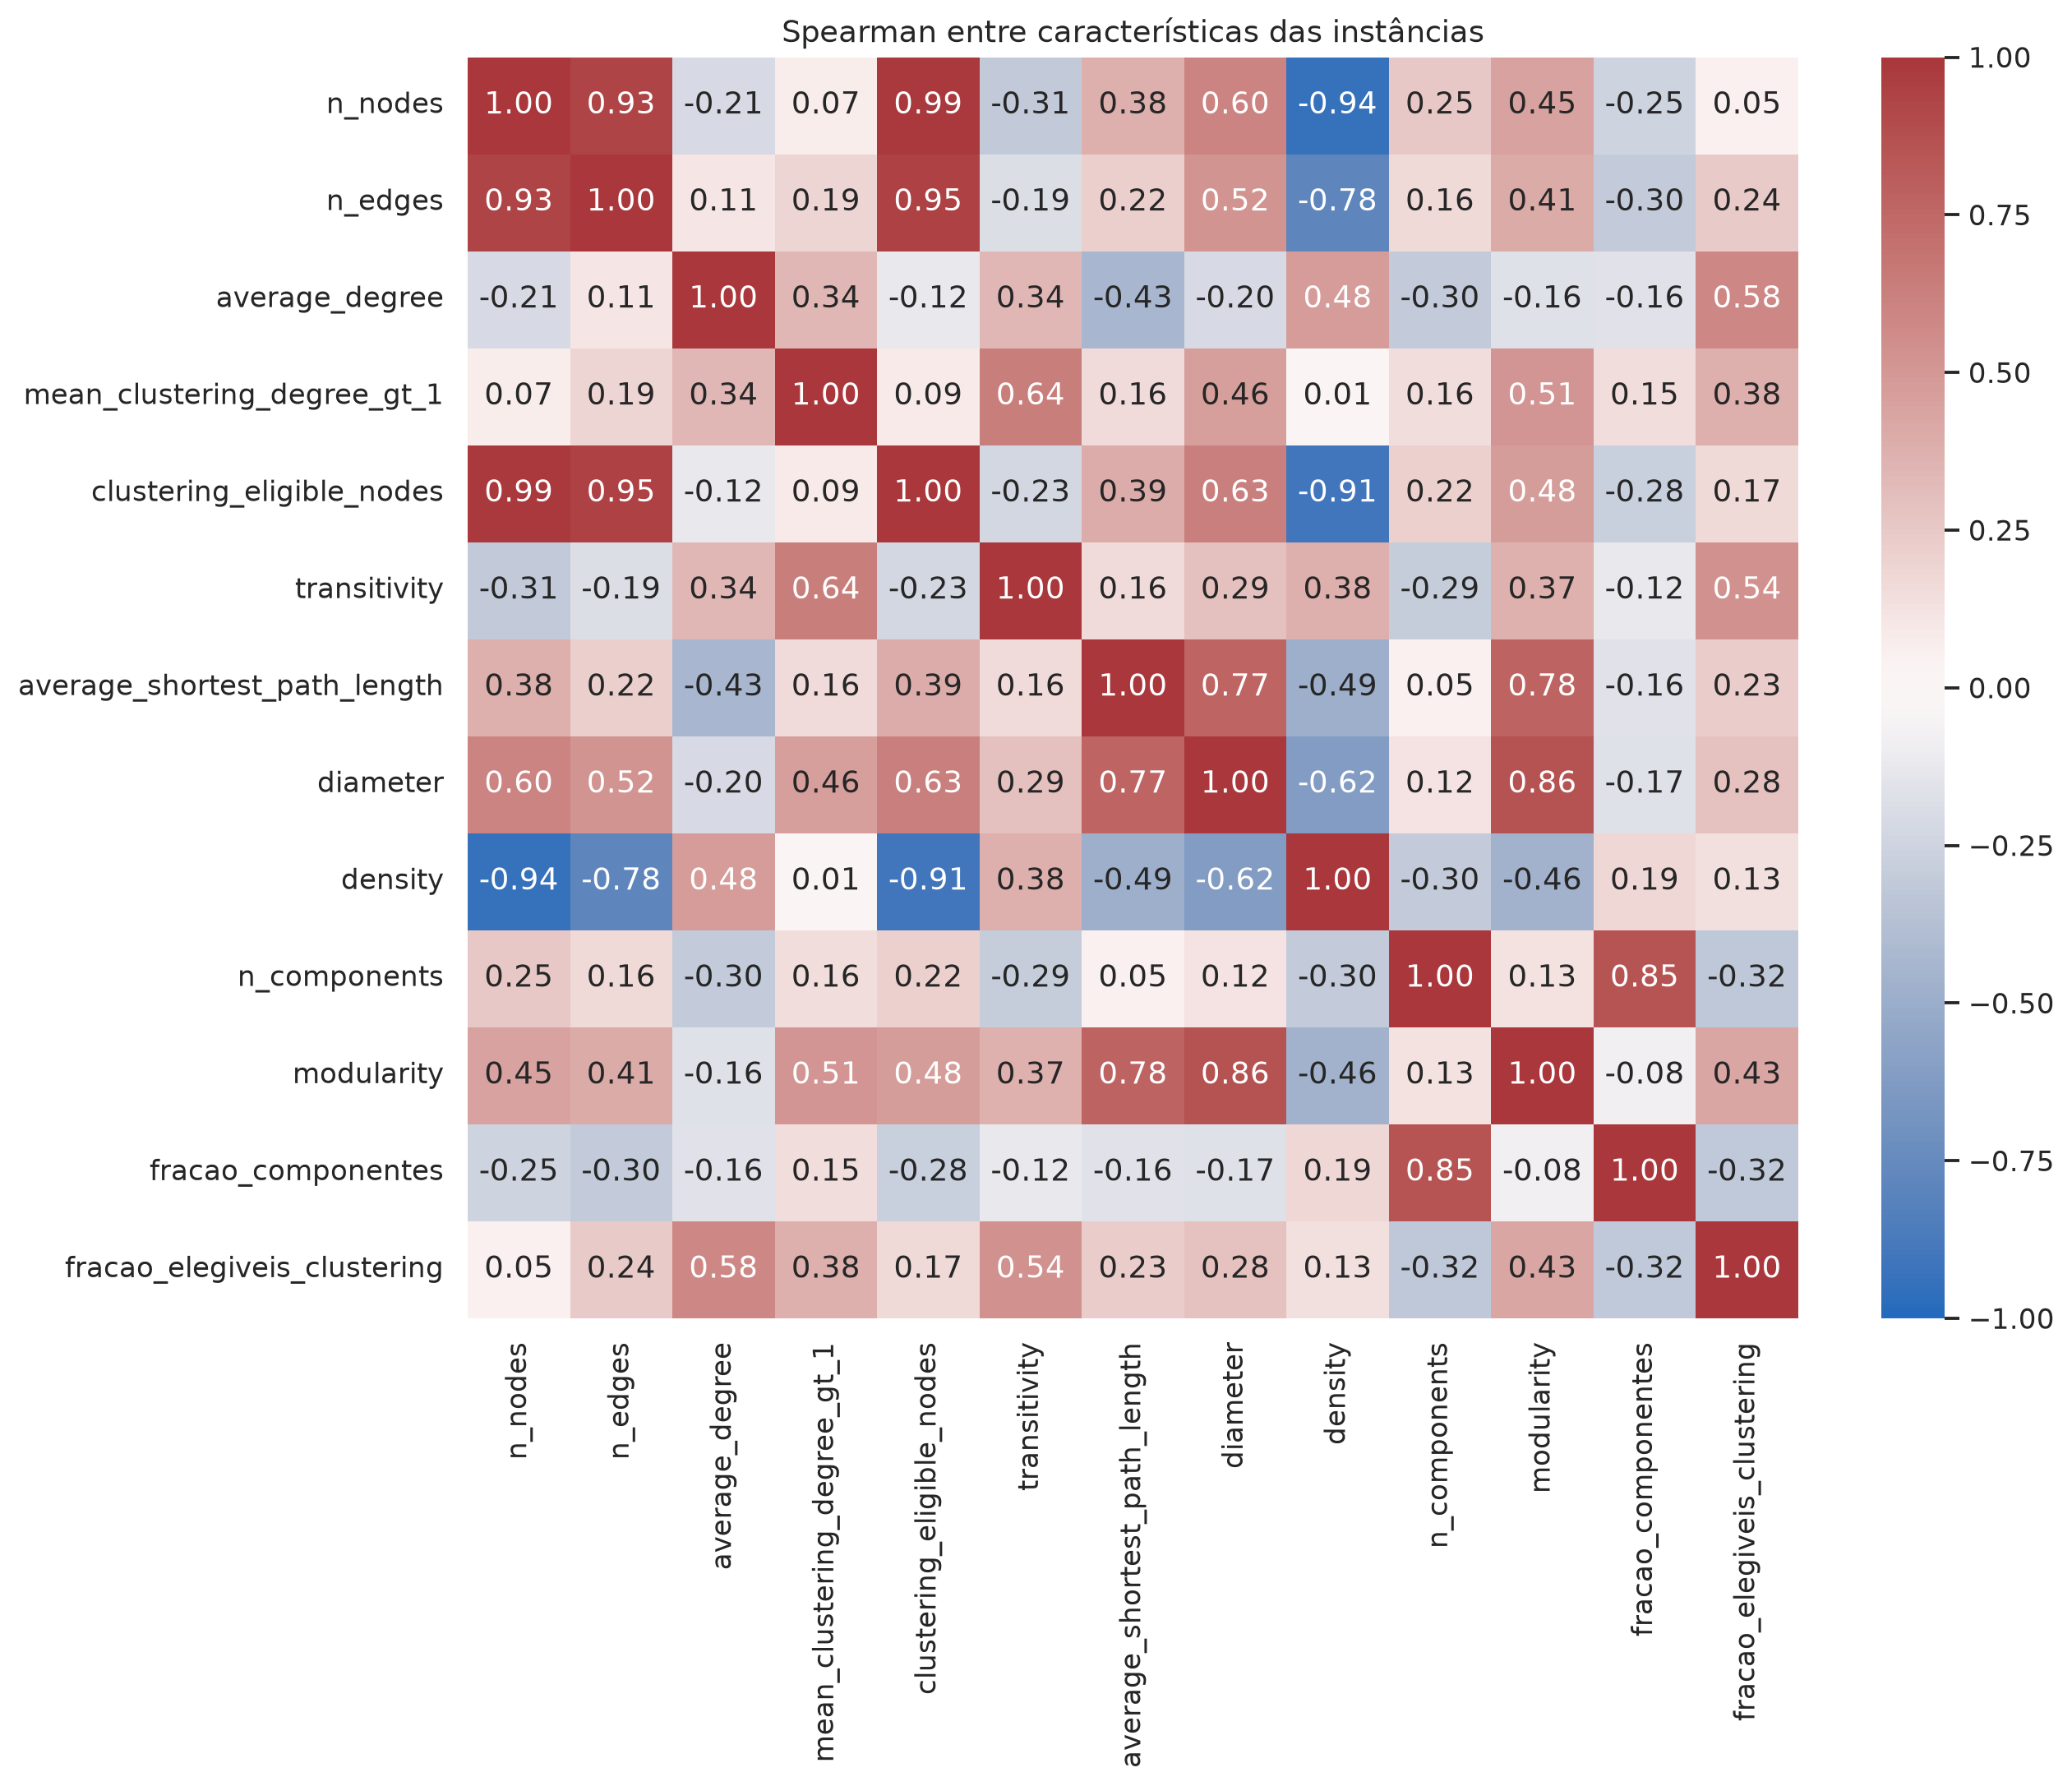 Spearman entre características das instâncias
n_nodes 1.00 0.93 -0.21 0.07 0.99 -0.31 0.38 0.60 -0.94 0.25 0.45 -0.25 0.05
n_edges 0.93 1.00 0.11 0.19 0.95 -0.19 0.22 0.52 -0.78 0.16 0.41 -0.30 0.24
average_degree -0.21 0.11 1.00 0.34 -0.12 0.34 -0.43 -0.20 0.48 -0.30 -0.16 -0.16 0.58
mean_clustering_degree_gt_1 0.07 0.19 0.34 1.00 0.09 0.64 0.16 0.46 0.01 0.16 0.51 0.15 0.38
clustering_eligible_nodes 0.99 0.95 -0.12 0.09 1.00 -0.23 0.39 0.63 -0.91 0.22 0.48 -0.28 0.17
transitivity -0.31 -0.19 0.34 0.64 -0.23 1.00 0.16 0.29 0.38 -0.29 0.37 -0.12 0.54
average_shortest_path_length 0.38 0.22 -0.43 0.16 0.39 0.16 1.00 0.77 -0.49 0.05 0.78 -0.16 0.23
diameter 0.60 0.52 -0.20 0.46 0.63 0.29 0.77 1.00 -0.62 0.12 0.86 -0.17 0.28
density -0.94 -0.78 0.48 0.01 -0.91 0.38 -0.49 -0.62 1.00 -0.30 -0.46 0.19 0.13
n_components 0.25 0.16 -0.30 0.16 0.22 -0.29 0.05 0.12 -0.30 1.00 0.13 0.85 -0.32
modularity 0.45 0.41 -0.16 0.51 0.48 0.37 0.78 0.86 -0.46 0.13 1.00 -0.08 0.43
fracao_componentes -0.25 -0.30 -0.16 0.15 -0.28 -0.12 -0.16 -0.17 0.19 0.85 -0.08 1.00 -0.32
fracao_elegiveis_clustering 0.05 0.24 0.58 0.38 0.17 0.54 0.23 0.28 0.13 -0.32 0.43 -0.32 1.00
n_nodes
n_edges
average_degree
mean_clustering_degree_gt_1
clustering_eligible_nodes
transitivity
average_shortest_path_length
diameter
density
n_components
modularity
fracao_componentes
fracao_elegiveis_clustering
1.00
0.75
0.50
0.25
0.00
−0.25
−0.50
−0.75
−1.00